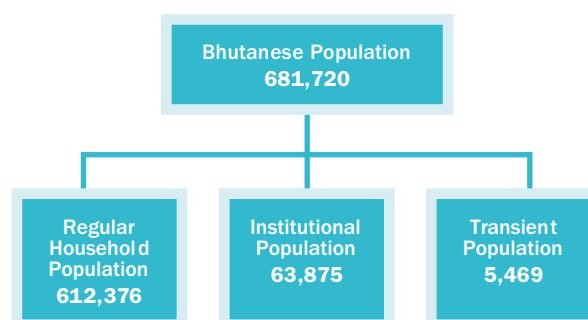 Bhutanese Population
681,720
Regular
Household
Population
612,376
Institutional
Population
63,875
Transient
Population
5,469